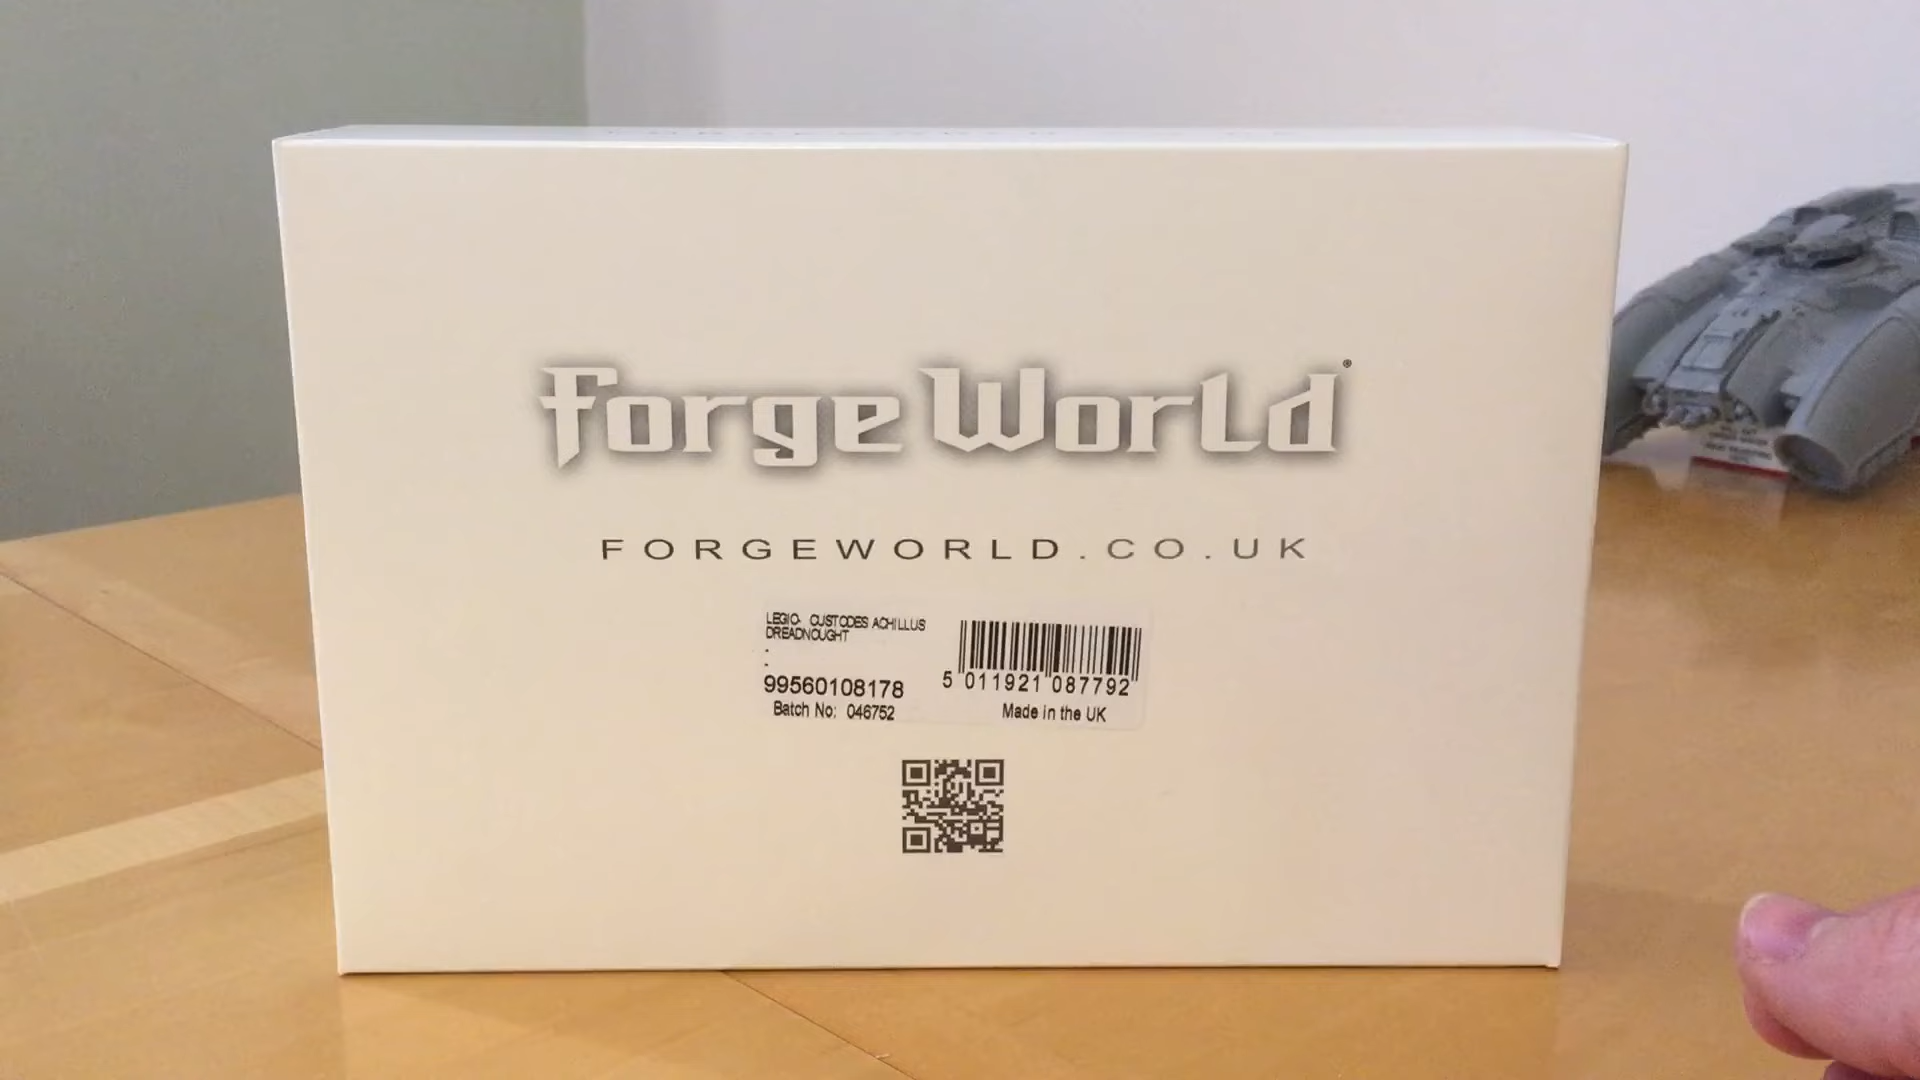 Forge World®
FORGEWORLD.CO.UK
LEGIO- CUSTODES ACHILLUS
DREADNOUGHT
-
-
99560108178
Batch No: 046752
5 011921 087792
Made in the UK